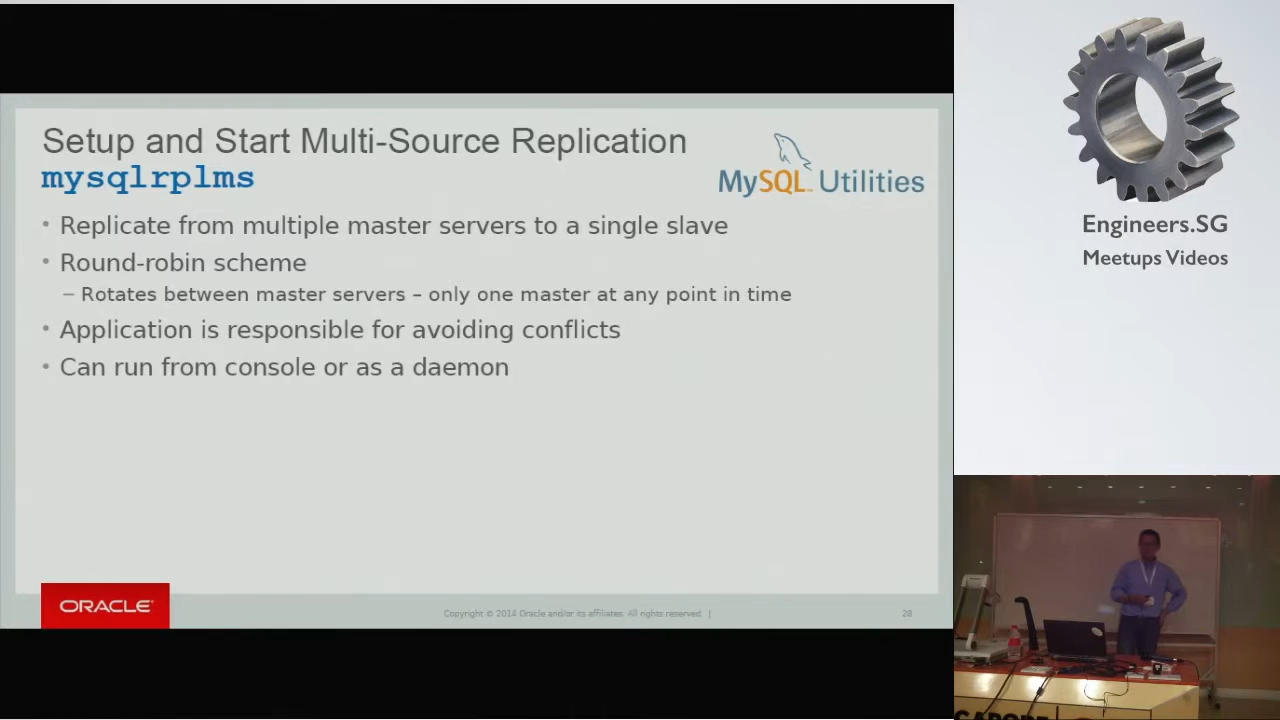 Setup and Start Multi-Source Replication
mysqlrplms
MySQL™ Utilities
• Replicate from multiple master servers to a single slave
• Round-robin scheme
– Rotates between master servers – only one master at any point in time
• Application is responsible for avoiding conflicts
• Can run from console or as a daemon
ORACLE®
Copyright © 2014 Oracle and/or its affiliates. All rights reserved. |
28
Engineers.SG
Meetups Videos